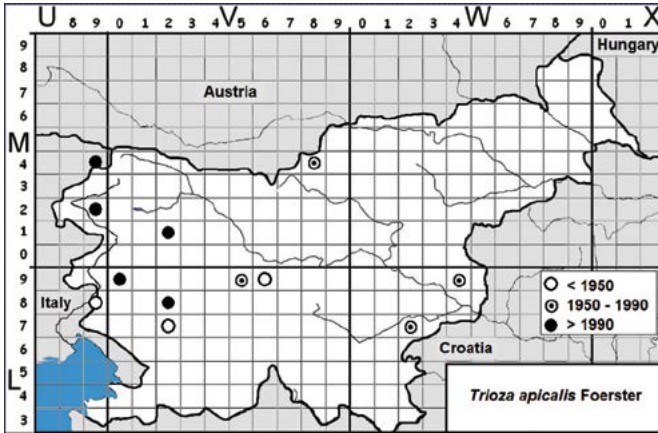 U 8 9 0 1 2 3 V 5 6 7 8 9 0 1 2 3 4 W 6 7 8 9 0 1 X
9
Hungary
8
Austria
7
6
M
4
3
2
1
0
9
< 1950
Italy 8
1950 - 1990
7
> 1990
6
Croatia
5
L
4
Trioza apicalis Foerster
3